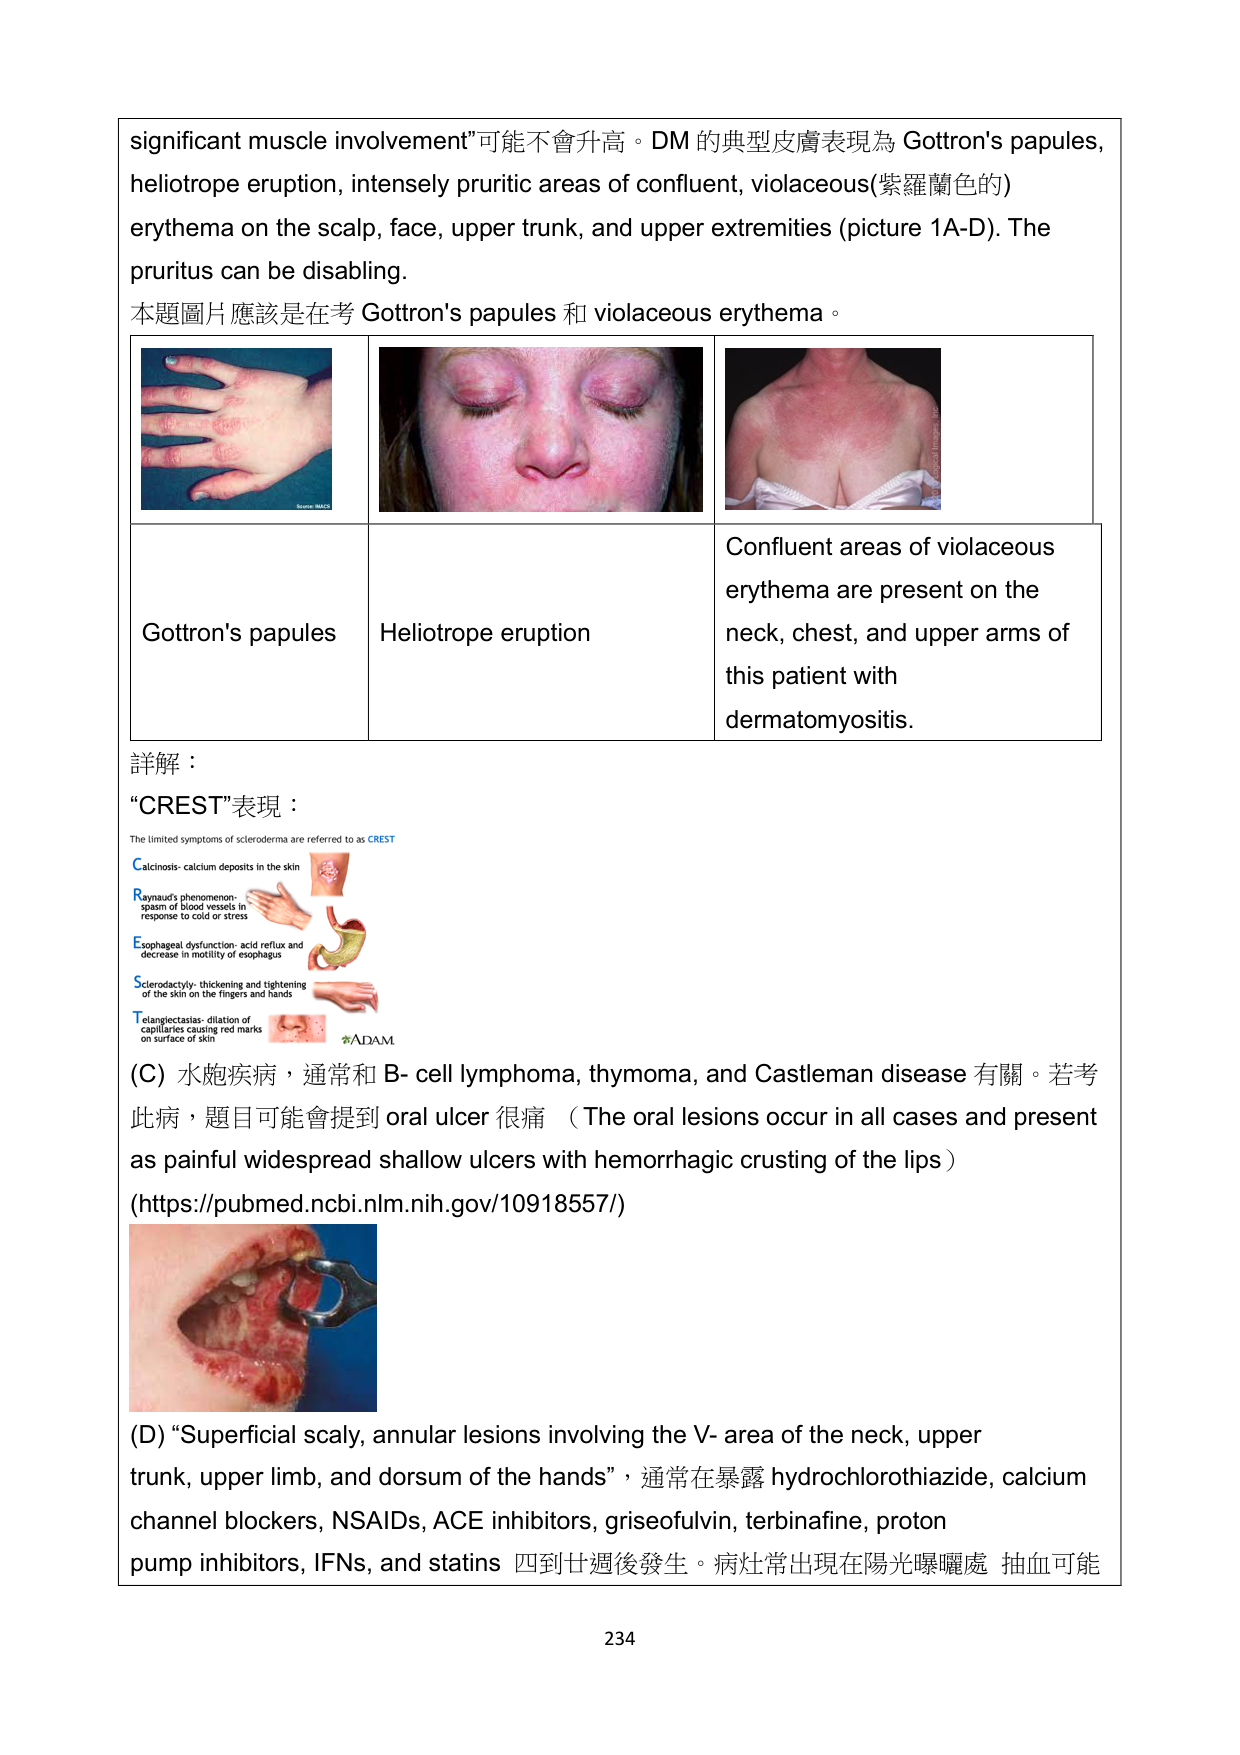 significant muscle involvement”可能不會升高。DM 的典型皮膚表現為 Gottron's papules,
heliotrope eruption, intensely pruritic areas of confluent, violaceous(紫羅蘭色的)
erythema on the scalp, face, upper trunk, and upper extremities (picture 1A-D). The
pruritus can be disabling.
本題圖片應該是在考 Gottron's papules 和 violaceous erythema。
Source: IMACS
Gottron's papules
Heliotrope eruption
Confluent areas of violaceous
erythema are present on the
neck, chest, and upper arms of
this patient with
dermatomyositis.
詳解：
“CREST”表現：
The limited symptoms of scleroderma are referred to as CREST
Calcinosis- calcium deposits in the skin
Raynaud's phenomenon-
spasm of blood vessels in
response to cold or stress
Esophageal dysfunction- acid reflux and
decrease in motility of esophagus
Sclerodactyly- thickening and tightening
of the skin on the fingers and hands
Telangiectasias- dilation of
capillaries causing red marks
on surface of skin
ADAM
(C) 水皰疾病，通常和 B- cell lymphoma, thymoma, and Castleman disease 有關。若考
此病，題目可能會提到 oral ulcer 很痛 （The oral lesions occur in all cases and present
as painful widespread shallow ulcers with hemorrhagic crusting of the lips）
(https://pubmed.ncbi.nlm.nih.gov/10918557/)
(D) “Superficial scaly, annular lesions involving the V- area of the neck, upper
trunk, upper limb, and dorsum of the hands”，通常在暴露 hydrochlorothiazide, calcium
channel blockers, NSAIDs, ACE inhibitors, griseofulvin, terbinafine, proton
pump inhibitors, IFNs, and statins 四到廿週後發生。病灶常出現在陽光曝曬處 抽血可能
234